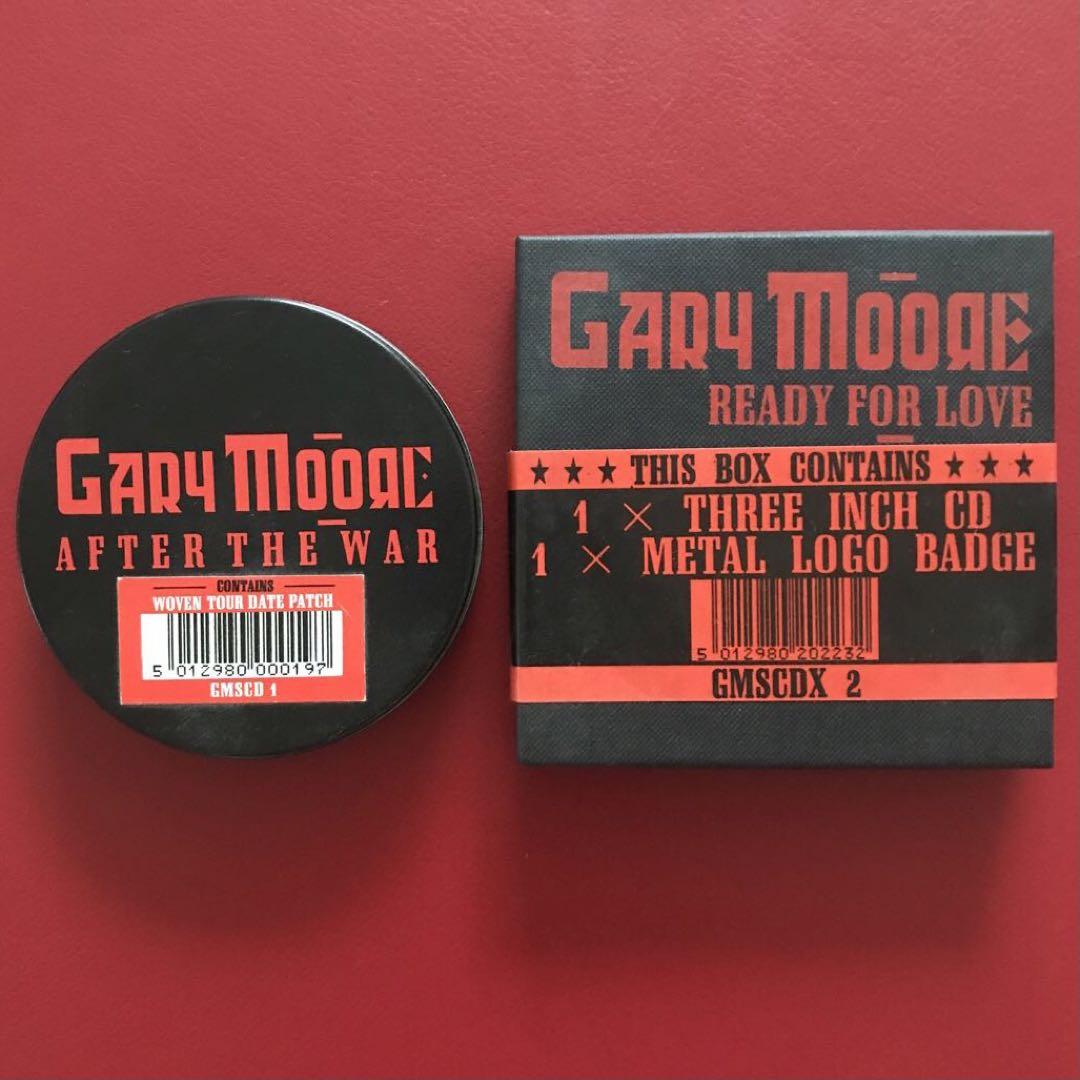 GARY MOORE
AFTER THE WAR
CONTAINS
WOVEN TOUR DATE PATCH
5 012980 000197
GMSCD 1
GARY MOORE
READY FOR LOVE
★ ★ ★ THIS BOX CONTAINS ★ ★ ★
1 × THREE INCH CD
1 × METAL LOGO BADGE
5 012980 202232
GMSCDX 2